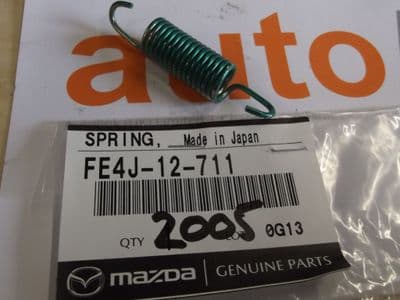 auto
SPRING, Made in Japan
FE4J-12-711
QTY 2005 0G13
mazda GENUINE PARTS